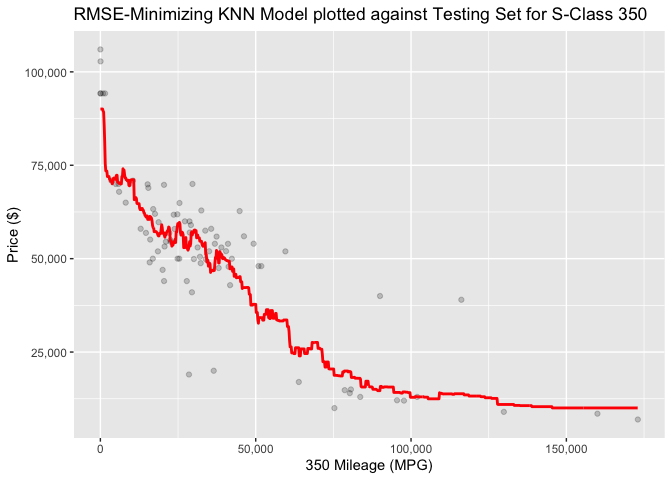 RMSE-Minimizing KNN Model plotted against Testing Set for S-Class 350
Price ($)
100,000
75,000
50,000
25,000
0
50,000
100,000
150,000
350 Mileage (MPG)